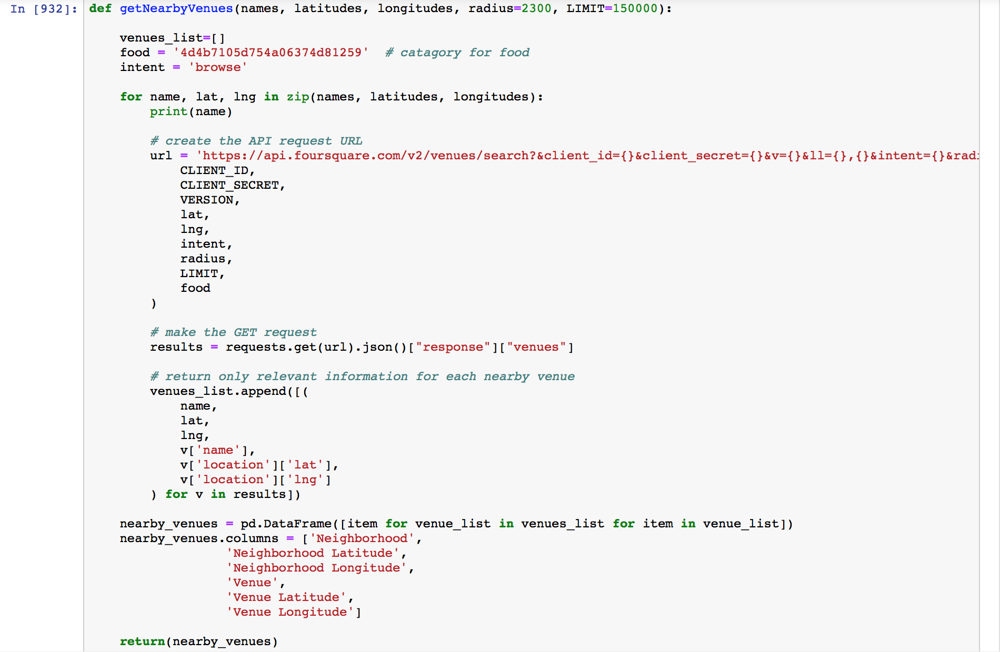 In [932]: def getNearbyVenues(names, latitudes, longitudes, radius=2300, LIMIT=150000):
venues_list=[]
food = '4d4b7105d754a06374d81259'  # catagory for food
intent = 'browse'
for name, lat, lng in zip(names, latitudes, longitudes):
print(name)
# create the API request URL
url = 'https://api.foursquare.com/v2/venues/search?&client_id={}&client_secret={}&v={}&ll={},{}&intent={}&radi
CLIENT_ID,
CLIENT_SECRET,
VERSION,
lat,
lng,
intent,
radius,
LIMIT,
food
)
# make the GET request
results = requests.get(url).json()["response"]["venues"]
# return only relevant information for each nearby venue
venues_list.append([(
name,
lat,
lng,
v['name'],
v['location']['lat'],
v['location']['lng']
) for v in results])
nearby_venues = pd.DataFrame([item for venue_list in venues_list for item in venue_list])
nearby_venues.columns = ['Neighborhood',
'Neighborhood Latitude',
'Neighborhood Longitude',
'Venue',
'Venue Latitude',
'Venue Longitude']
return(nearby_venues)